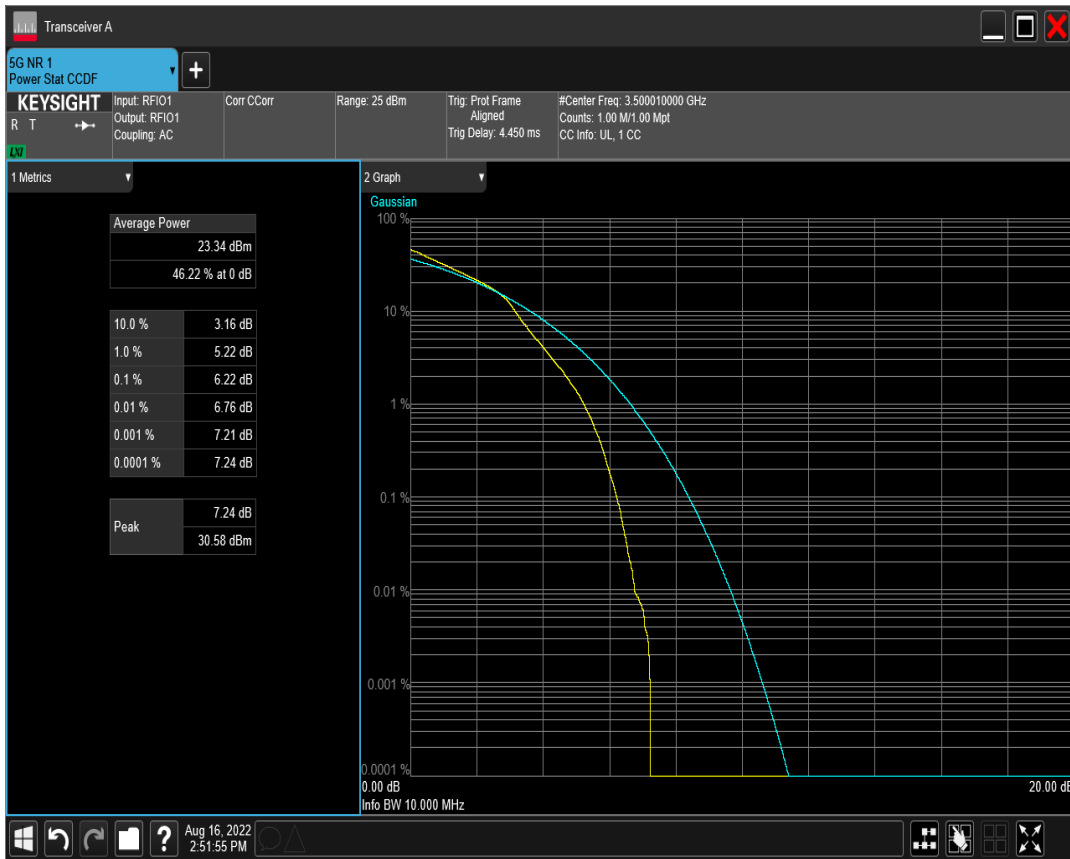 Transceiver A
5G NR 1
Power Stat CCDF
+
KEYSIGHT
R T
LXI
Input: RFIO1
Output: RFIO1
Coupling: AC
Corr CCorr
Range: 25 dBm
Trig: Prot Frame
Aligned
Trig Delay: 4.450 ms
#Center Freq: 3.500010000 GHz
Counts: 1.00 M/1.00 Mpt
CC Info: UL, 1 CC
1 Metrics
Average Power
23.34 dBm
46.22 % at 0 dB
10.0 % 3.16 dB
1.0 % 5.22 dB
0.1 % 6.22 dB
0.01 % 6.76 dB
0.001 % 7.21 dB
0.0001 % 7.24 dB
Peak
7.24 dB
30.58 dBm
2 Graph
Gaussian
100 %
10 %
1 %
0.1 %
0.01 %
0.001 %
0.0001 %
0.00 dB 20.00 dB
Info BW 10.000 MHz
?
Aug 16, 2022
2:51:55 PM